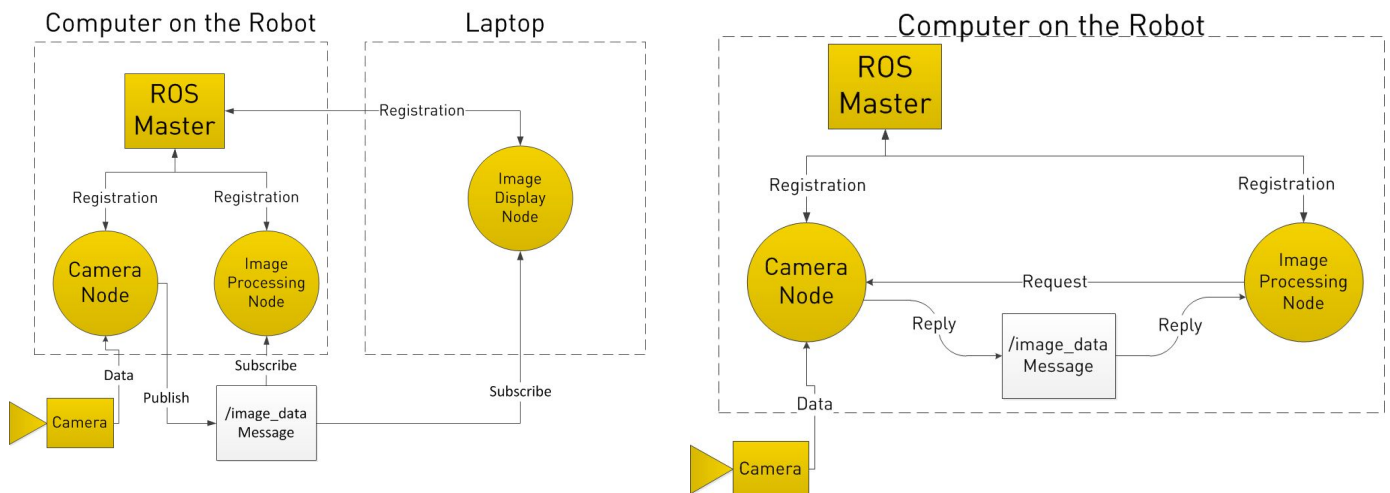 Computer on the Robot
Laptop
ROS
Master
Registration
Registration
Registration
Image
Display
Node
Camera
Node
Image
Processing
Node
Data
Publish
Subscribe
Subscribe
Camera
/image_data
Message
Computer on the Robot
ROS
Master
Registration
Registration
Camera
Node
Image
Processing
Node
Request
Reply
Reply
/image_data
Message
Data
Camera